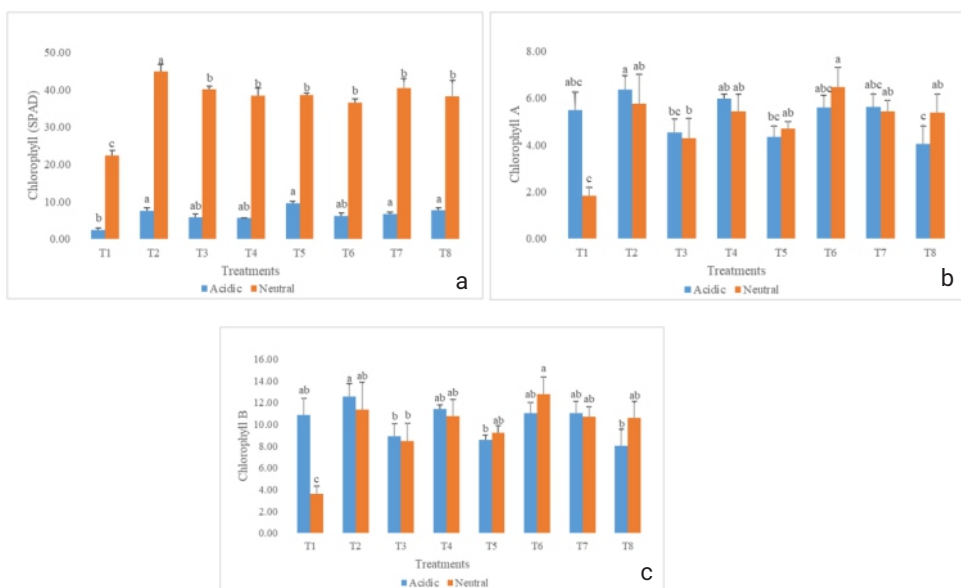 50.00
40.00
30.00
20.00
10.00
0.00
Chlorophyll (SPAD)
b c a a ab b ab b a b ab b a b a b
T1 T2 T3 T4 T5 T6 T7 T8
Treatments
Acidic Neutral
a
8.00
6.00
4.00
2.00
0.00
Chlorophyll A
abc c a ab bc b ab ab bc ab ab a abc ab c ab
T1 T2 T3 T4 T5 T6 T7 T8
Treatments
Acidic Neutral
b
16.00
14.00
12.00
10.00
8.00
6.00
4.00
2.00
0.00
Chlorophyll B
ab c a ab b b ab ab b ab ab a ab ab b ab
T1 T2 T3 T4 T5 T6 T7 T8
Treatments
Acidic Neutral
c